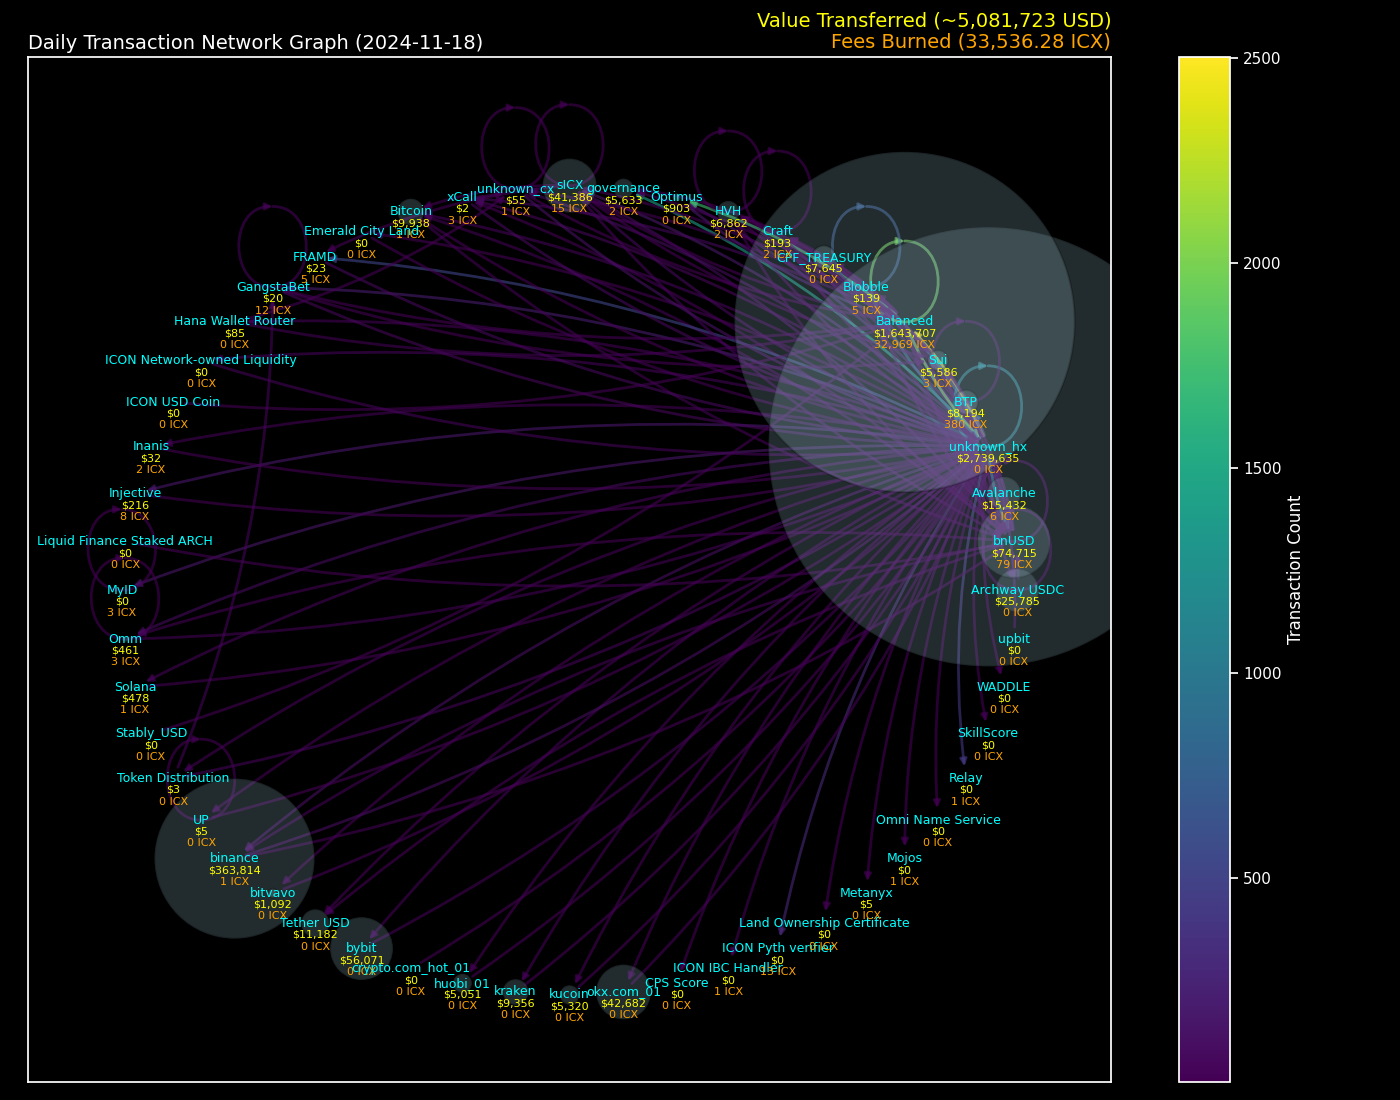 Value Transferred (~5,081,723 USD)
Daily Transaction Network Graph (2024-11-18)
Fees Burned (33,536.28 ICX)
unknown_cx
$55
1 ICX
sICX
$41,386
15 ICX
governance
$5,633
2 ICX
xCall
$2
3 ICX
Optimus
$903
0 ICX
Bitcoin
$9,938
1 ICX
HVH
$6,862
2 ICX
Emerald City Land
$0
0 ICX
Craft
$193
2 ICX
FRAMD
$23
5 ICX
CPF_TREASURY
$7,645
0 ICX
GangstaBet
$20
12 ICX
Blobble
$139
5 ICX
Hana Wallet Router
$85
0 ICX
Balanced
$1,643,707
32,969 ICX
ICON Network-owned Liquidity
$0
0 ICX
Sui
$5,586
3 ICX
ICON USD Coin
$0
0 ICX
BTP
$8,194
380 ICX
Inanis
$32
2 ICX
unknown_hx
$2,739,635
0 ICX
Injective
$216
8 ICX
Avalanche
$15,432
6 ICX
Liquid Finance Staked ARCH
$0
0 ICX
bnUSD
$74,715
79 ICX
MyID
$0
3 ICX
Archway USDC
$25,785
0 ICX
Omm
$461
3 ICX
upbit
$0
0 ICX
Solana
$478
1 ICX
WADDLE
$0
0 ICX
Stably_USD
$0
0 ICX
SkillScore
$0
0 ICX
Token Distribution
$3
0 ICX
Relay
$0
1 ICX
UP
$5
0 ICX
Omni Name Service
$0
0 ICX
binance
$363,814
1 ICX
Mojos
$0
1 ICX
bitvavo
$1,092
0 ICX
Metanyx
$5
0 ICX
Tether USD
$11,182
0 ICX
Land Ownership Certificate
$0
0 ICX
bybit
$56,071
0 ICX
ICON Pyth verifier
$0
13 ICX
crypto.com_hot_01
$0
0 ICX
ICON IBC Handler
$0
1 ICX
huobi_01
$5,051
0 ICX
kraken
$9,356
0 ICX
kucoin
$5,320
0 ICX
okx.com_01
$42,682
0 ICX
CPS Score
$0
0 ICX
2500
2000
1500
1000
500
Transaction Count